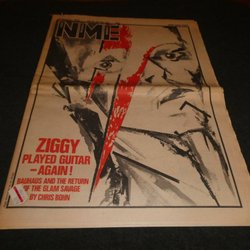 NME
ZIGGY
PLAYED GUITAR
– AGAIN!
BAUHAUS AND THE RETURN
OF THE GLAM SAVAGE
BY CHRIS BOHN